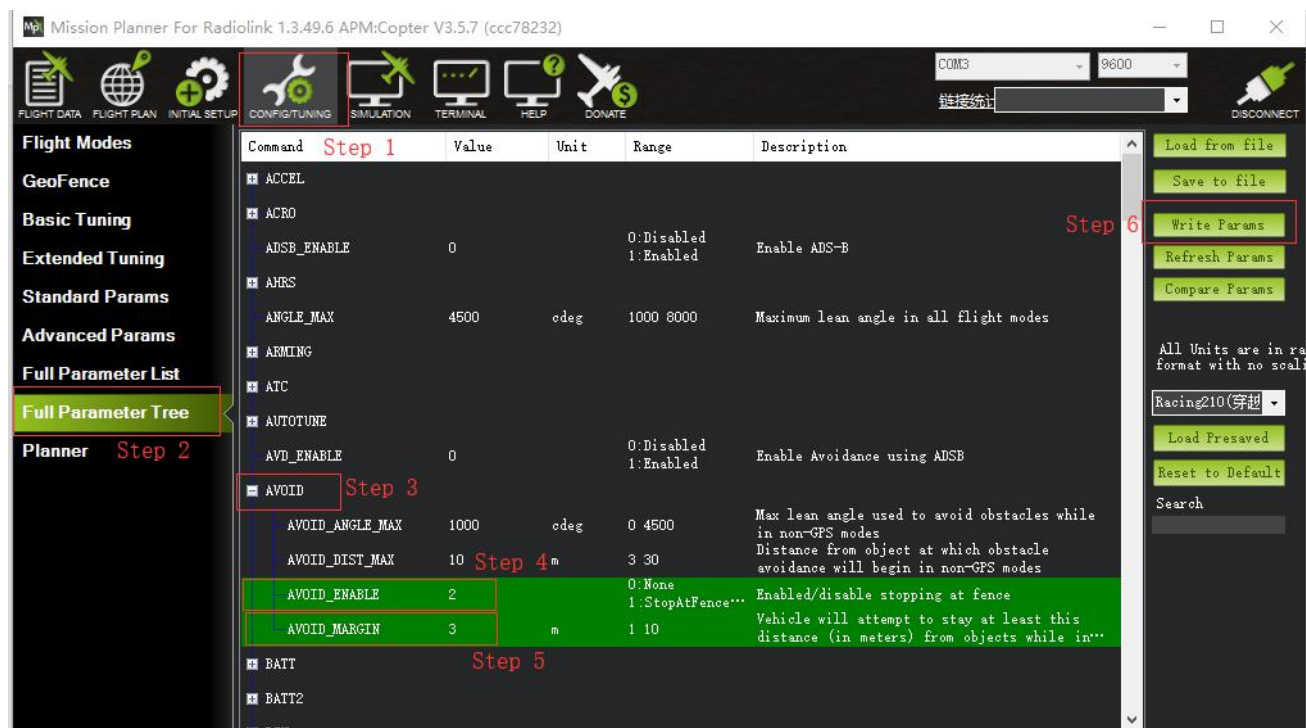 Mission Planner For Radiolink 1.3.49.6 APM:Copter V3.5.7 (ccc78232)
FLIGHT DATA FLIGHT PLAN INITIAL SETUP CONFIG/TUNING SIMULATION TERMINAL HELP DONATE
COM3 9600
链接统计
DISCONNECT
Flight Modes
GeoFence
Basic Tuning
Extended Tuning
Standard Params
Advanced Params
Full Parameter List
Full Parameter Tree
Planner Step 2
Command Step 1 Value Unit Range Description
ACCEL
ACRO
ADSB_ENABLE 0 0:Disabled
1:Enabled Enable ADS-B
AHRS
ANGLE_MAX 4500 cdeg 1000 8000 Maximum lean angle in all flight modes
ARMING
ATC
AUTOTUNE
AVD_ENABLE 0 0:Disabled
1:Enabled Enable Avoidance using ADSB
AVOID Step 3
AVOID_ANGLE_MAX 1000 cdeg 0 4500 Max lean angle used to avoid obstacles while
in non-GPS modes
AVOID_DIST_MAX 10 Step 4 m 3 30 Distance from object at which obstacle
avoidance will begin in non-GPS modes
AVOID_ENABLE 2 0:None
1:StopAtFence… Enabled/disable stopping at fence
AVOID_MARGIN 3 m 1 10 Vehicle will attempt to stay at least this
distance (in meters) from objects while in…
Step 5
BATT
BATT2
Load from file
Save to file
Step 6 Write Params
Refresh Params
Compare Params
All Units are in ra
format with no scali
Racing210(穿越
Load Presaved
Reset to Default
Search